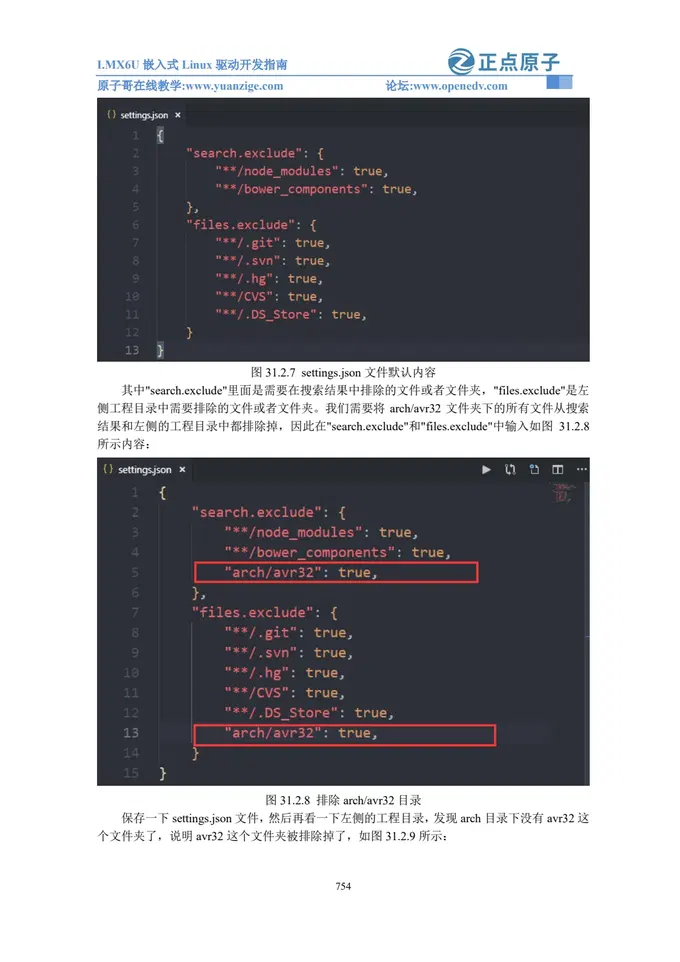 I.MX6U 嵌入式 Linux 驱动开发指南
正点原子
原子哥在线教学:www.yuanzige.com 论坛:www.openedv.com
{} settings.json ×
1 {
2 "search.exclude": {
3 "**/node_modules": true,
4 "**/bower_components": true,
5 },
6 "files.exclude": {
7 "**/.git": true,
8 "**/.svn": true,
9 "**/.hg": true,
10 "**/CVS": true,
11 "**/.DS_Store": true,
12 }
13 }
图 31.2.7 settings.json 文件默认内容
其中"search.exclude"里面是需要在搜索结果中排除的文件或者文件夹，"files.exclude"是左
侧工程目录中需要排除的文件或者文件夹。我们需要将 arch/avr32 文件夹下的所有文件从搜索
结果和左侧的工程目录中都排除掉，因此在"search.exclude"和"files.exclude"中输入如图 31.2.8
所示内容：
{} settings.json ×
1 {
2 "search.exclude": {
3 "**/node_modules": true,
4 "**/bower_components": true,
5 "arch/avr32": true,
6 },
7 "files.exclude": {
8 "**/.git": true,
9 "**/.svn": true,
10 "**/.hg": true,
11 "**/CVS": true,
12 "**/.DS_Store": true,
13 "arch/avr32": true,
14 }
15 }
图 31.2.8 排除 arch/avr32 目录
保存一下 settings.json 文件，然后再看一下左侧的工程目录，发现 arch 目录下没有 avr32 这
个文件夹了，说明 avr32 这个文件夹被排除掉了，如图 31.2.9 所示：
754